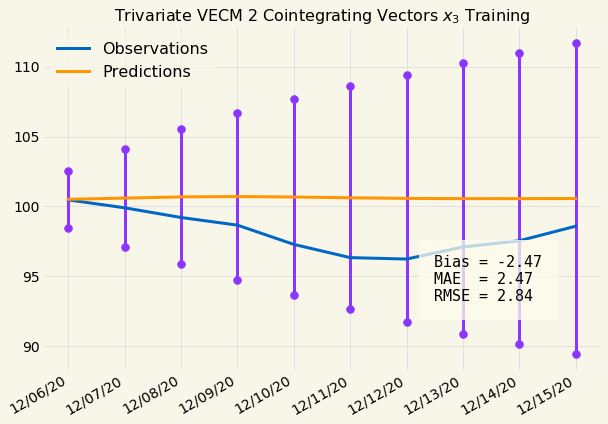 Trivariate VECM 2 Cointegrating Vectors x₃ Training
Observations
Predictions
110
105
100
95
90
Bias = -2.47
MAE  = 2.47
RMSE = 2.84
12/06/20 12/07/20 12/08/20 12/09/20 12/10/20 12/11/20 12/12/20 12/13/20 12/14/20 12/15/20